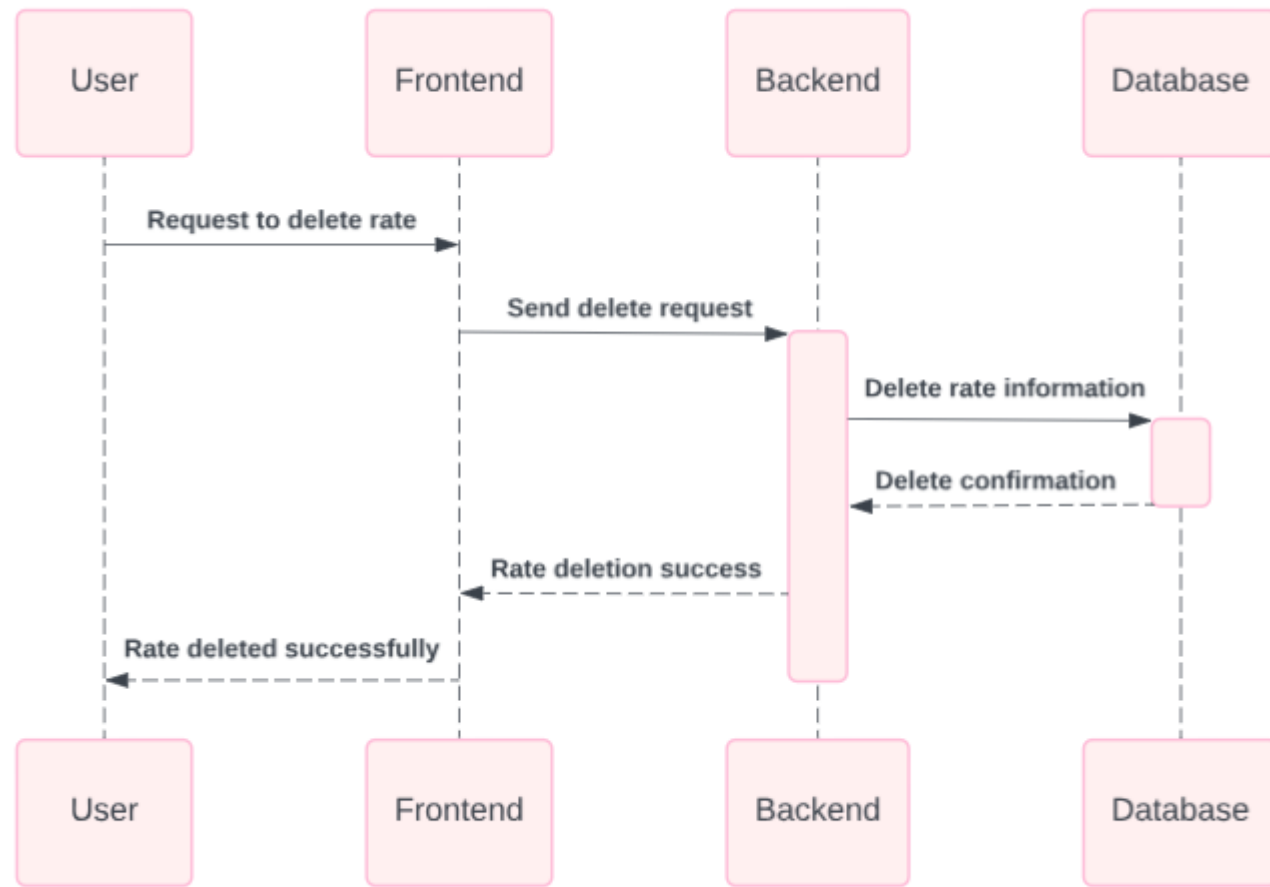 User
Frontend
Backend
Database
Request to delete rate
Send delete request
Delete rate information
Delete confirmation
Rate deletion success
Rate deleted successfully
User
Frontend
Backend
Database